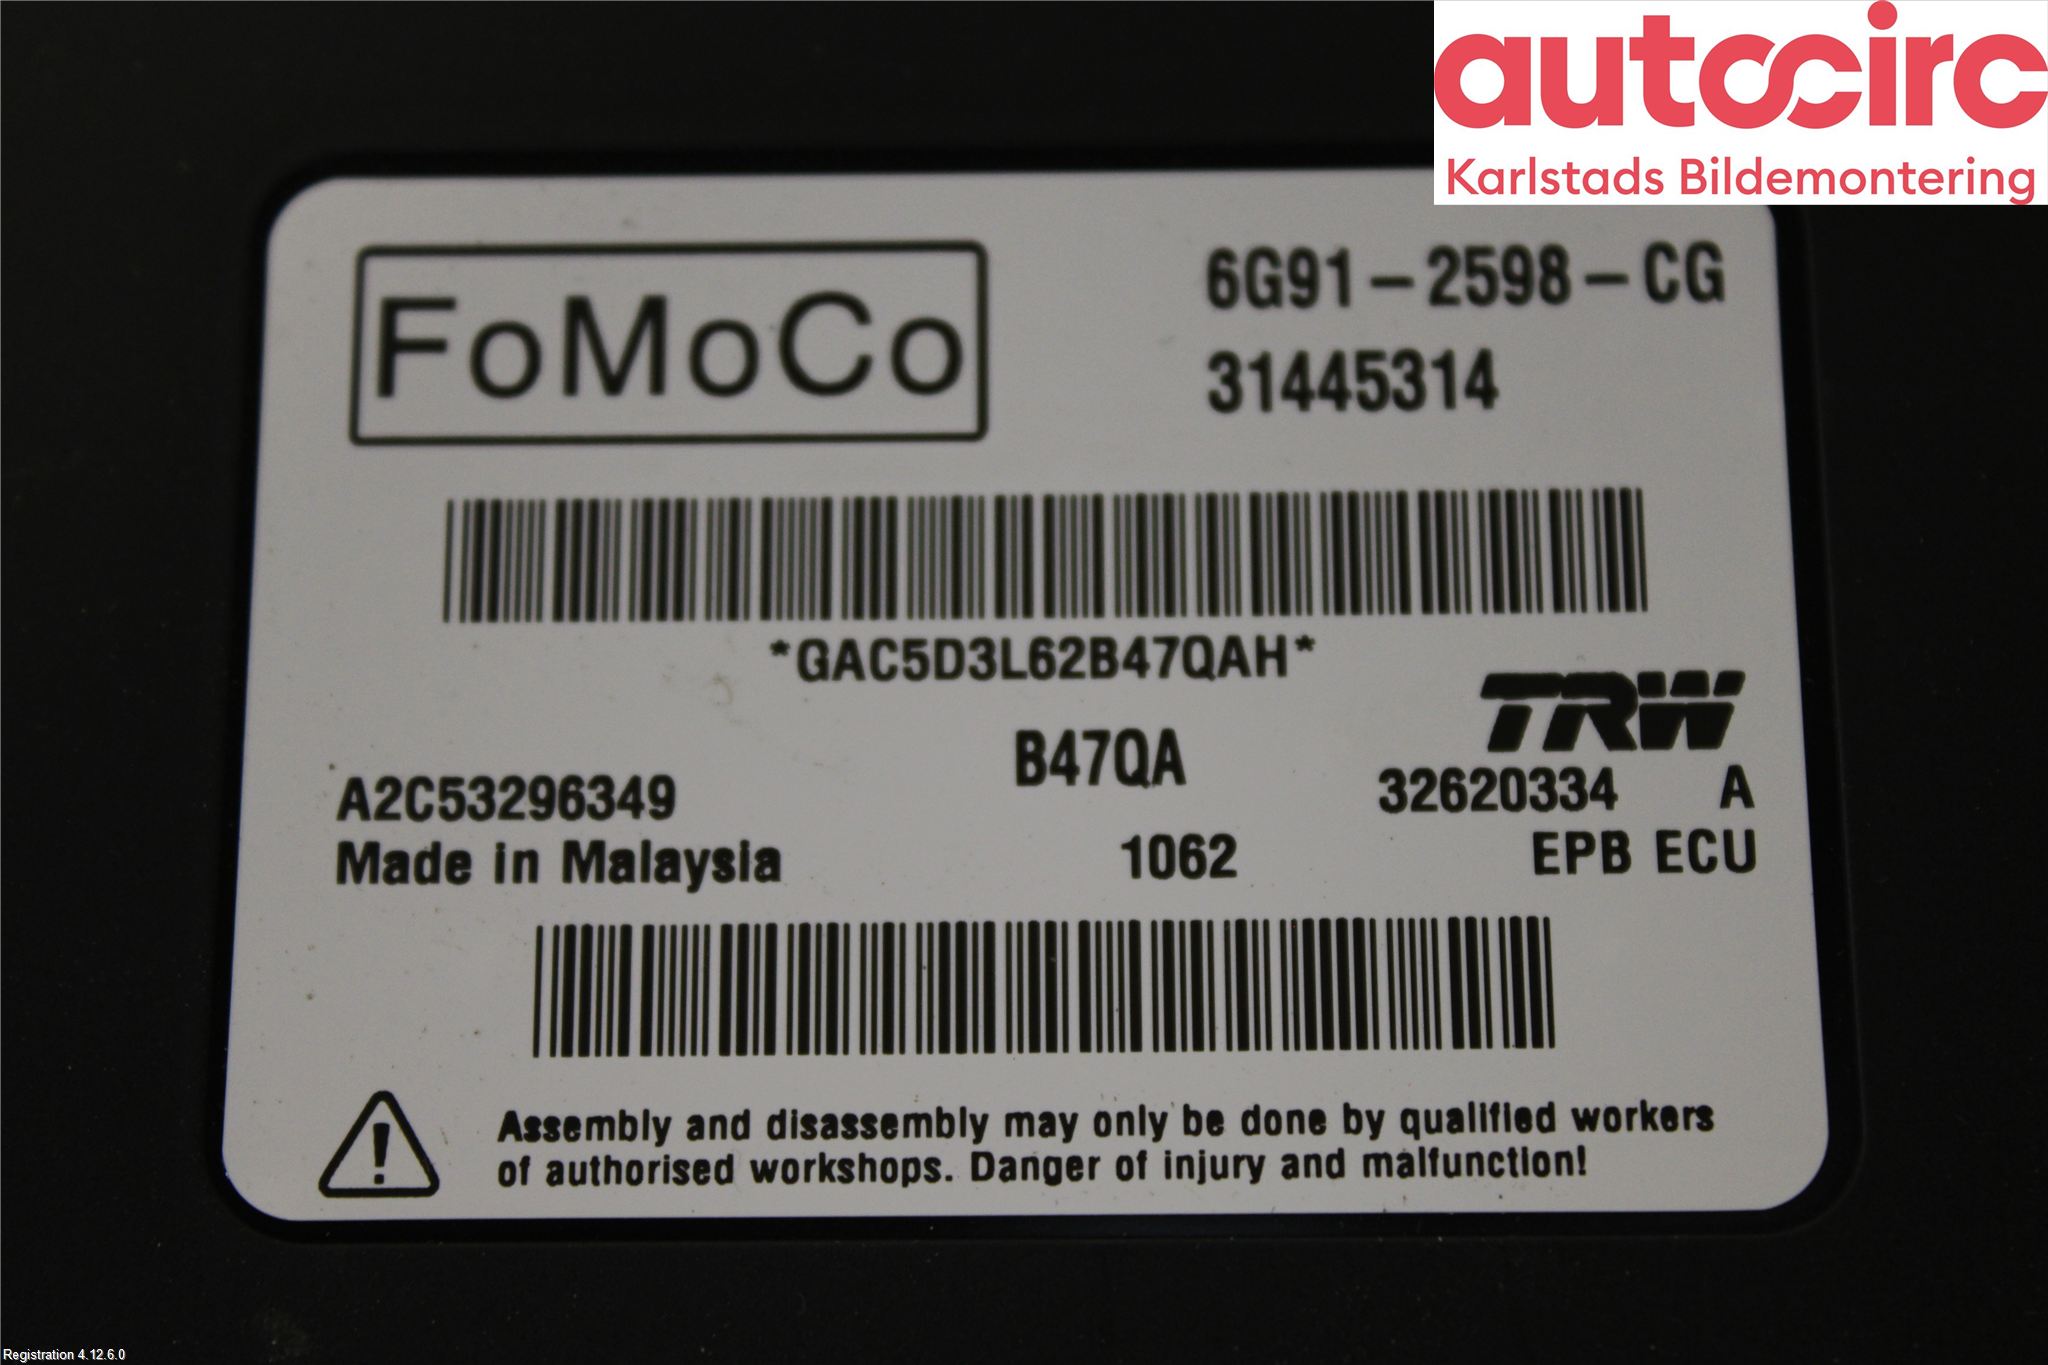 autocirc
Karlstads Bildemontering
FoMoCo
6G91-2598-CG
31445314
*GAC5D3L62B47QAH*
TRW
B47QA
A2C53296349
32620334 A
Made in Malaysia
1062
EPB ECU
Assembly and disassembly may only be done by qualified workers
of authorised workshops. Danger of injury and malfunction!
Registration 4.12.6.0